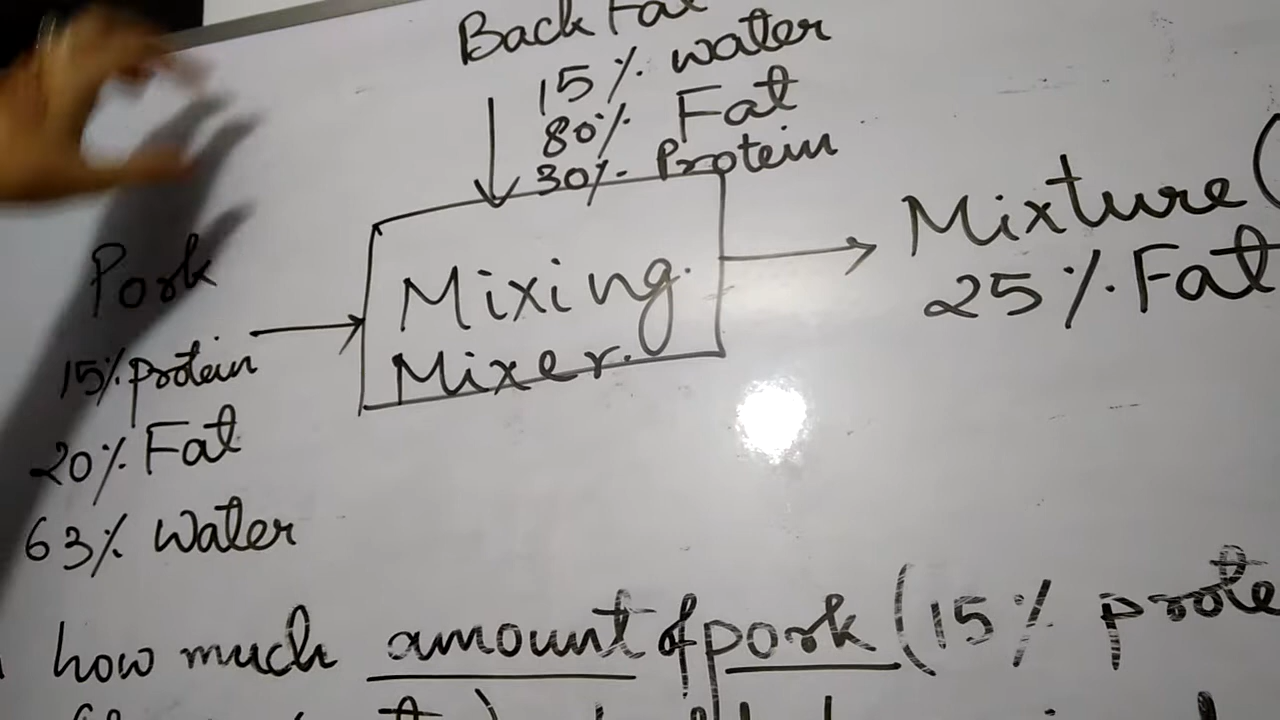 Back Fat
15% water
80% Fat
30%. Protein
Mixture (
25% Fat
Mixing
Mixer.
Pork
15% protein
20% Fat
63% water
how much amount of pork (15% prote